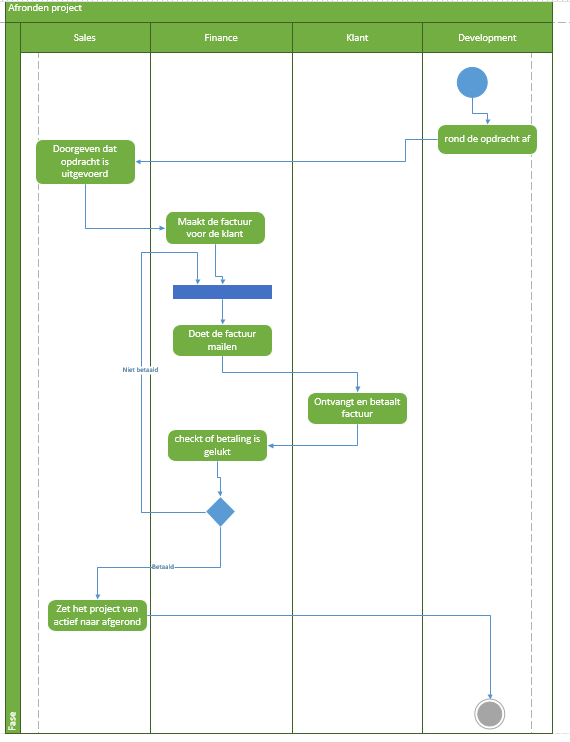 Afronden project
Sales
Finance
Klant
Development
rond de opdracht af
Doorgeven dat
opdracht is
uitgevoerd
Maakt de factuur
voor de klant
Doet de factuur
mailen
Niet betaald
Ontvangt en betaalt
factuur
checkt of betaling is
gelukt
Betaald
Zet het project van
actief naar afgerond
Fase